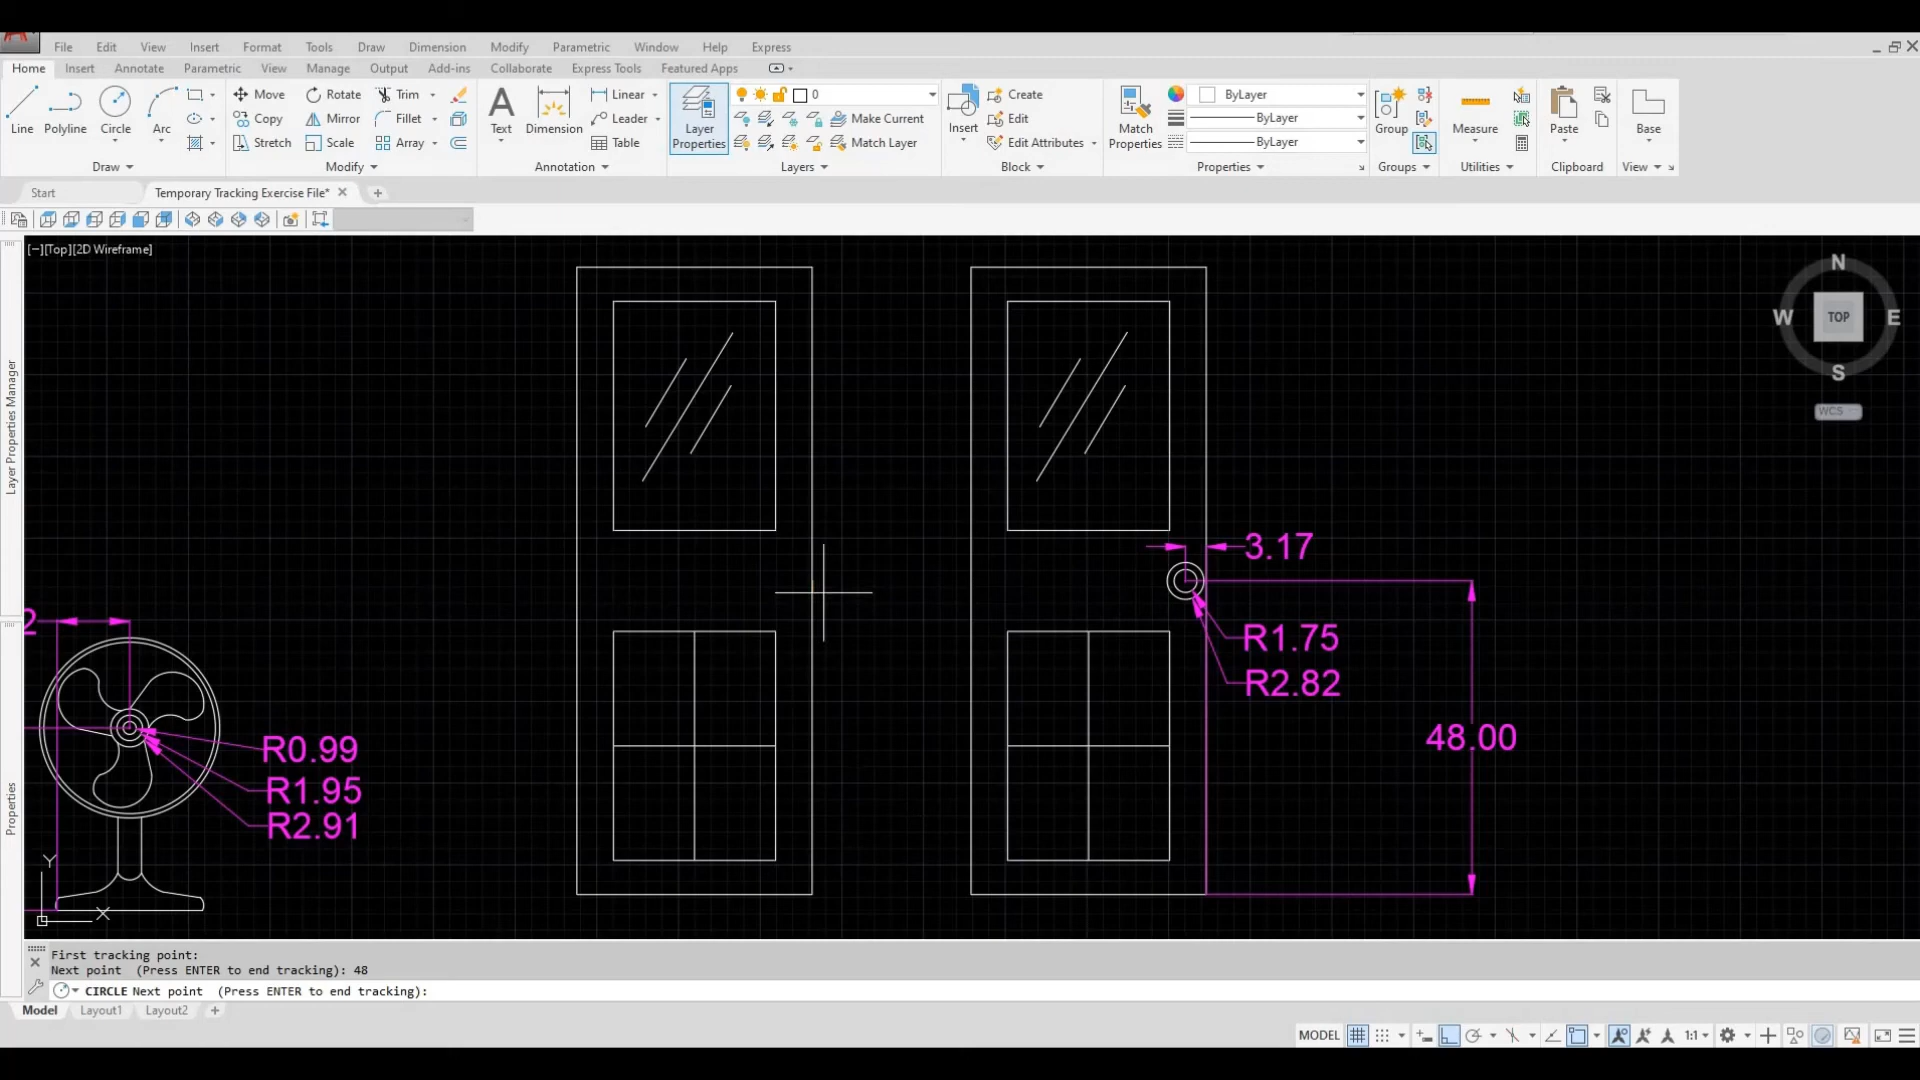 File Edit View Insert Format Tools Draw Dimension Modify Parametric Window Help Express
Home Insert Annotate Parametric View Manage Output Add-ins Collaborate Express Tools Featured Apps
Line Polyline Circle Arc
Draw
Move Rotate Trim
Copy Mirror Fillet
Stretch Scale Array
Modify
Text Dimension
Linear
Leader
Table
Annotation
Layer Properties
0
Make Current
Match Layer
Layers
Insert
Create
Edit
Edit Attributes
Block
Match Properties
ByLayer
ByLayer
ByLayer
Properties
Group
Groups
Measure
Utilities
Paste
Clipboard
Base
View
Start Temporary Tracking Exercise File*
[−][Top][2D Wireframe]
N
W TOP E
S
WCS
Layer Properties Manager
Properties
3.17
R1.75
R2.82
48.00
2
R0.99
R1.95
R2.91
Y
X
First tracking point:
Next point (Press ENTER to end tracking): 48
CIRCLE Next point (Press ENTER to end tracking):
Model Layout1 Layout2
MODEL 1:1